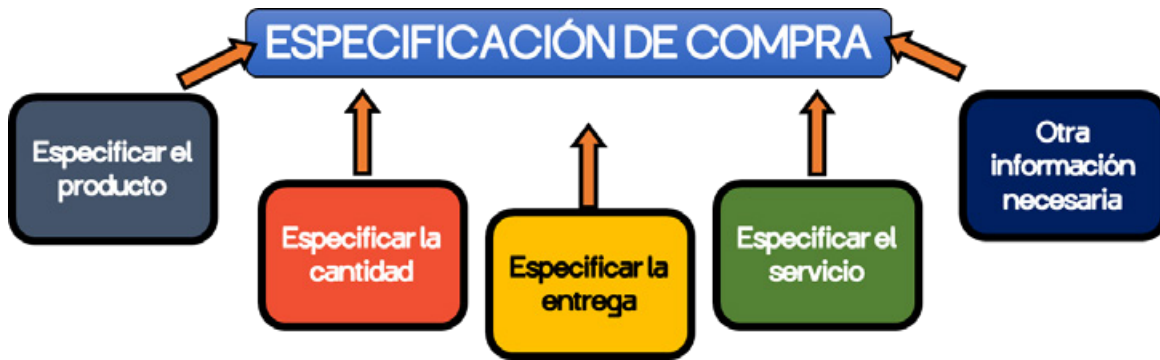 ESPECIFICACIÓN DE COMPRA
Especificar el
producto
Especificar la
cantidad
Especificar la
entrega
Especificar el
servicio
Otra
información
necesaria